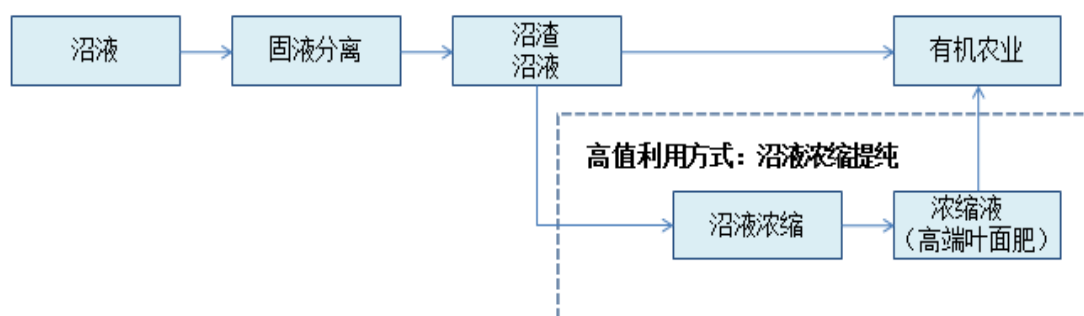 沼液
固液分离
沼渣
沼液
有机农业
高值利用方式：沼液浓缩提纯
沼液浓缩
浓缩液
（高端叶面肥）